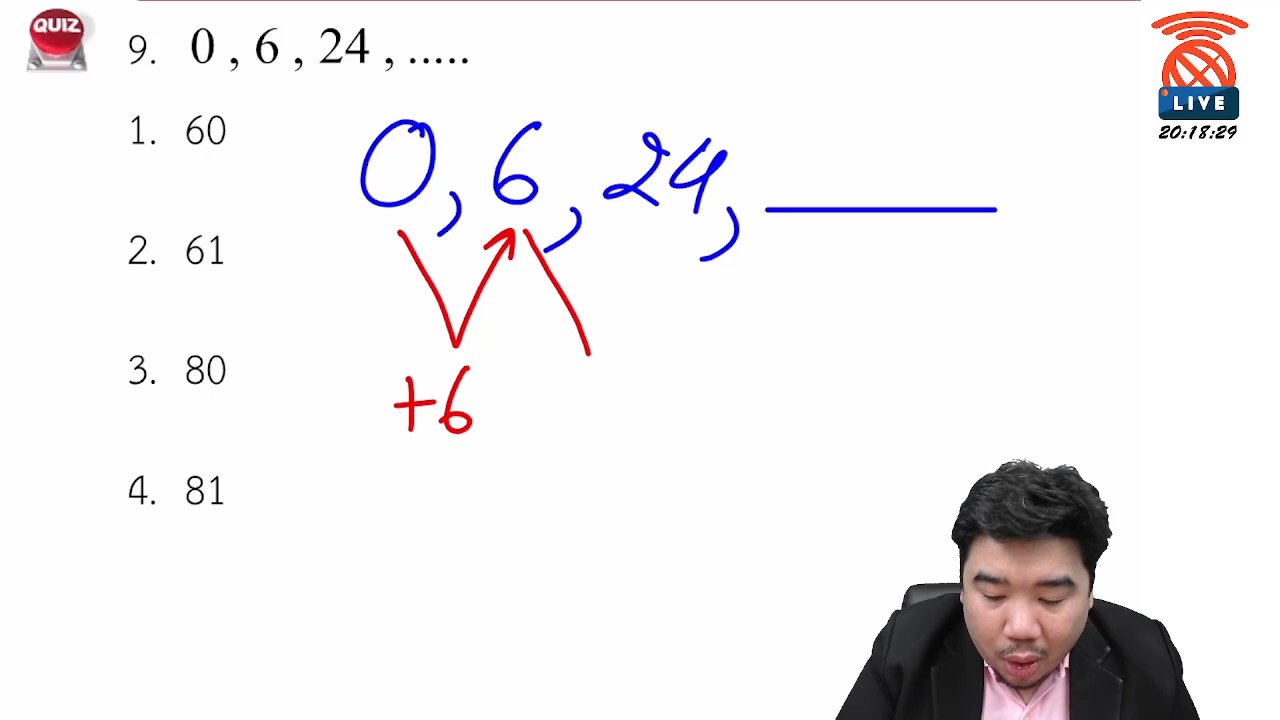 QUIZ
9. 0 , 6 , 24 , .....
1. 60
0, 6, 24, ______
2. 61
3. 80
+6
4. 81
LIVE
20:18:29